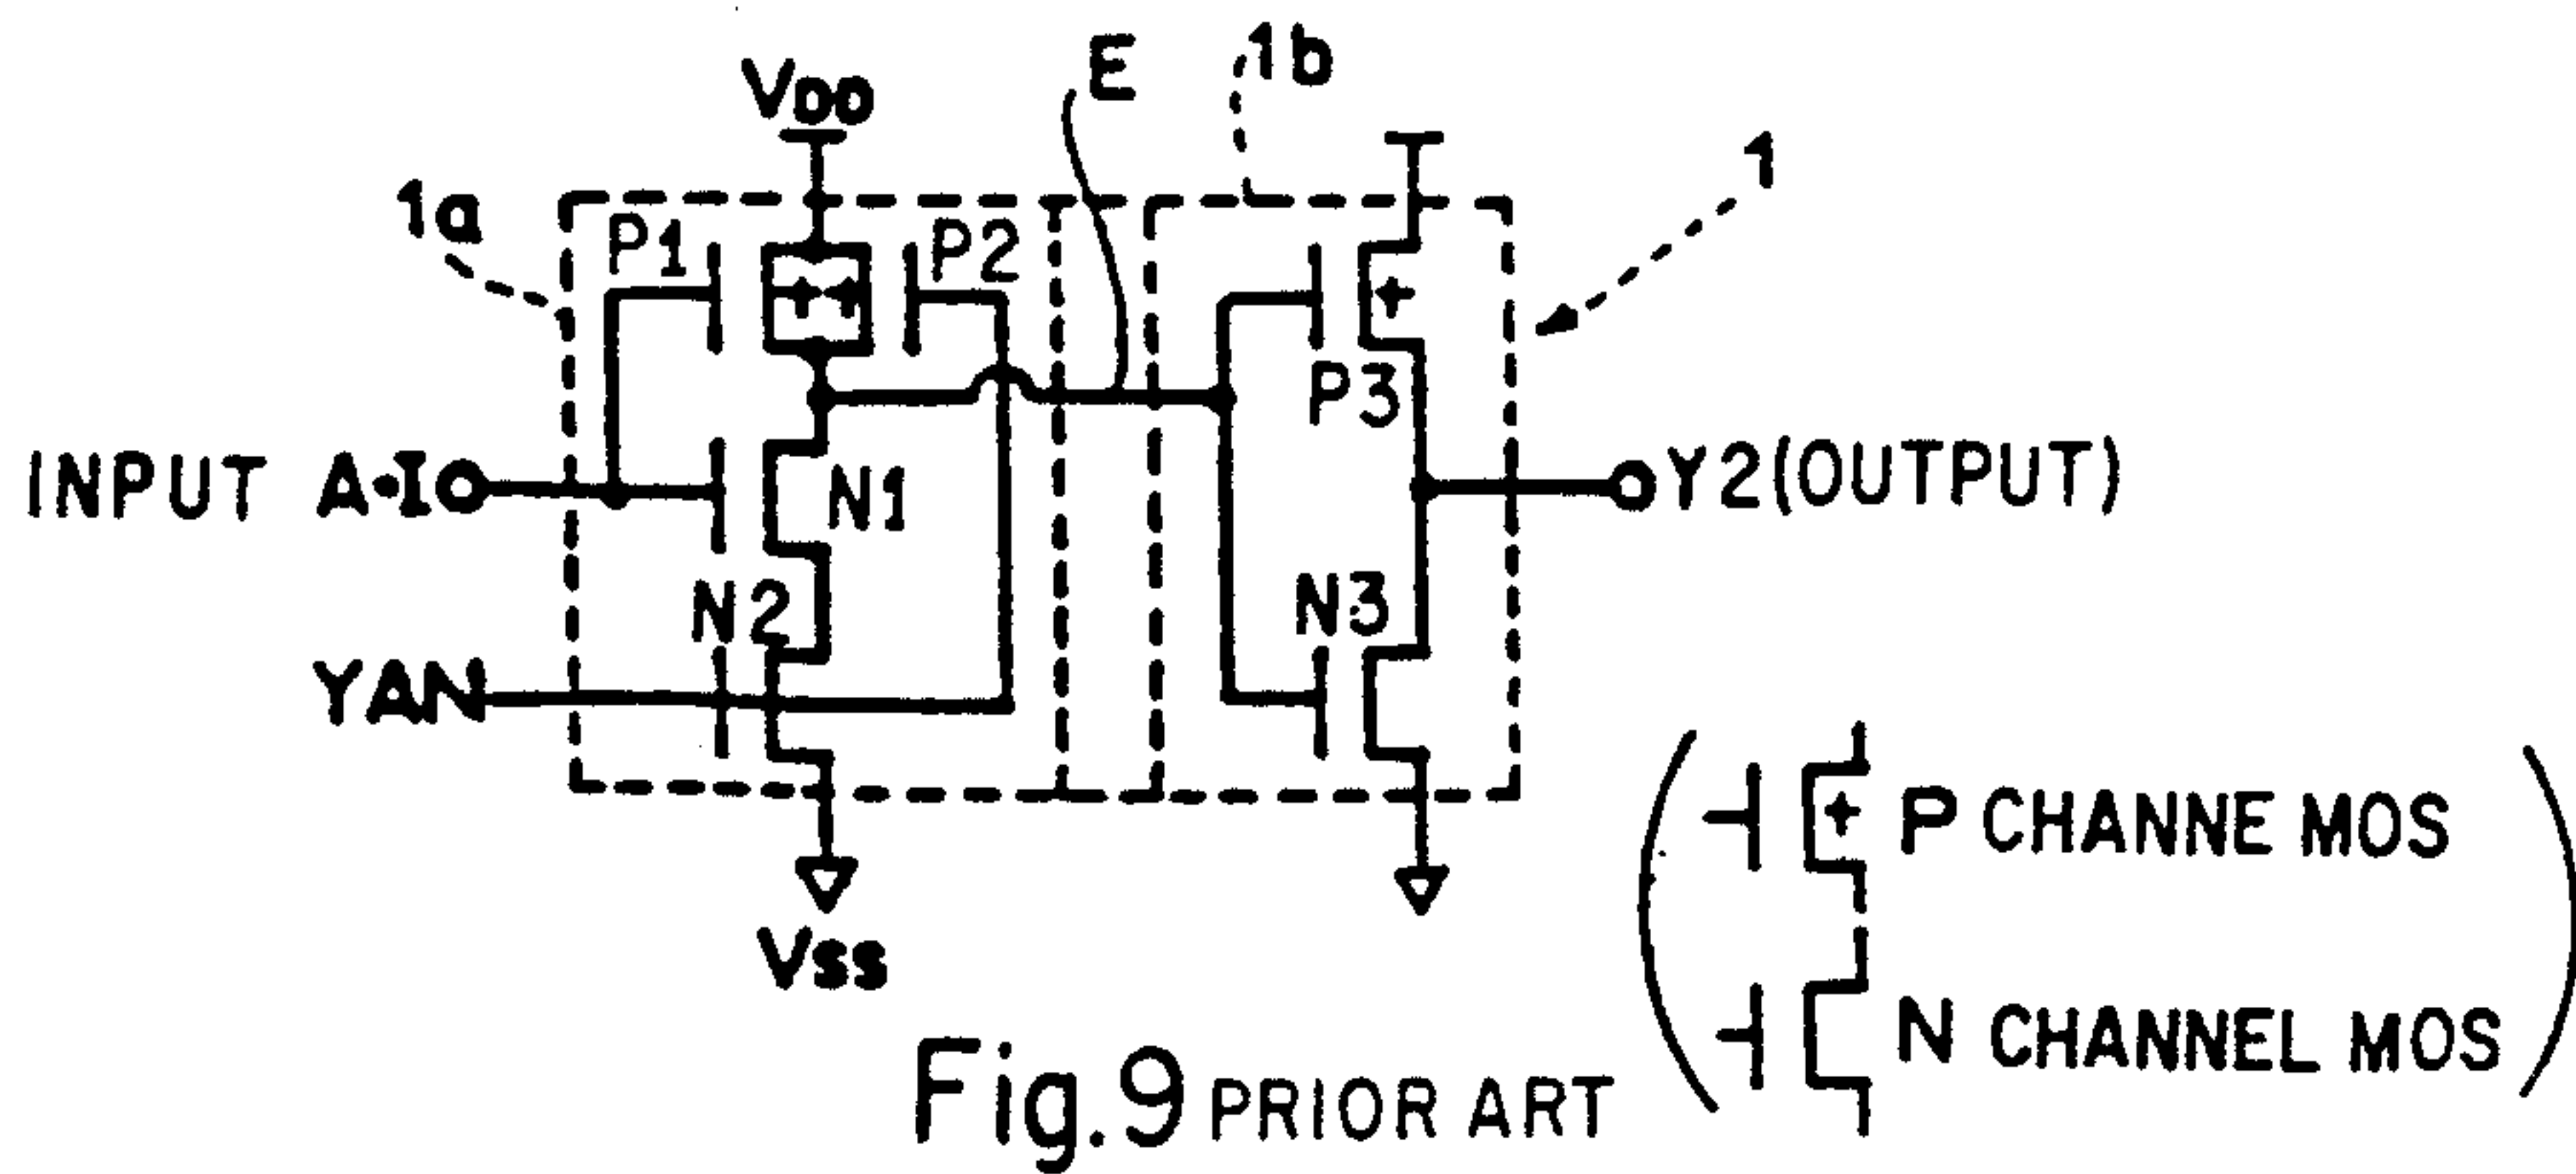 VDD
E
1b
1
1a
P1
P2
P3
INPUT A·I
N1
Y2(OUTPUT)
N2
N3
YAN
P CHANNE MOS
VSS
N CHANNEL MOS
Fig.9 PRIOR ART